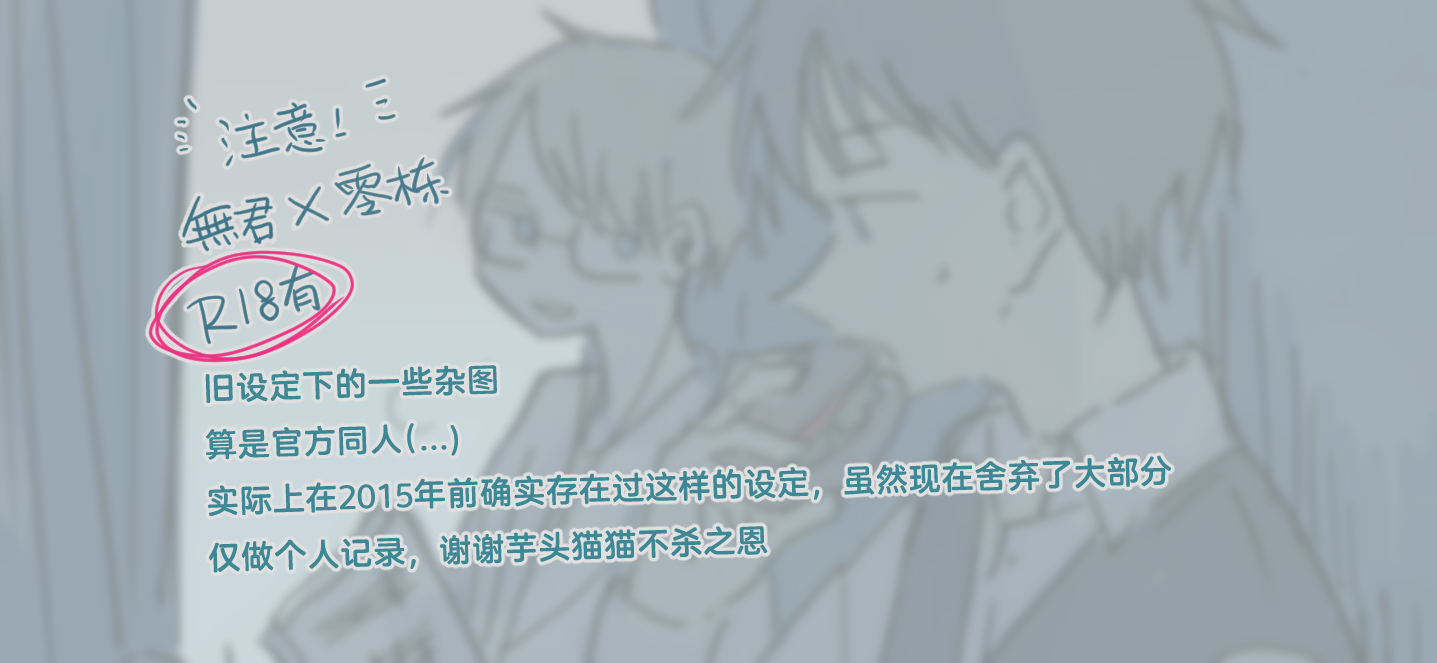 注意！
無君×零栋
R18有
旧设定下的一些杂图
算是官方同人(...)
实际上在2015年前确实存在过这样的设定，虽然现在舍弃了大部分
仅做个人记录，谢谢芋头猫猫不杀之恩